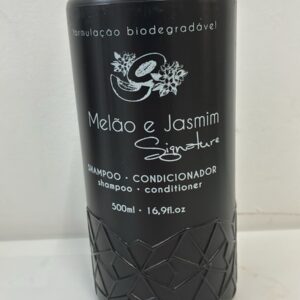 formulação biodegradável
Melão e Jasmim
Signature
SHAMPOO • CONDICIONADOR
shampoo • conditioner
500ml • 16,9fl.oz